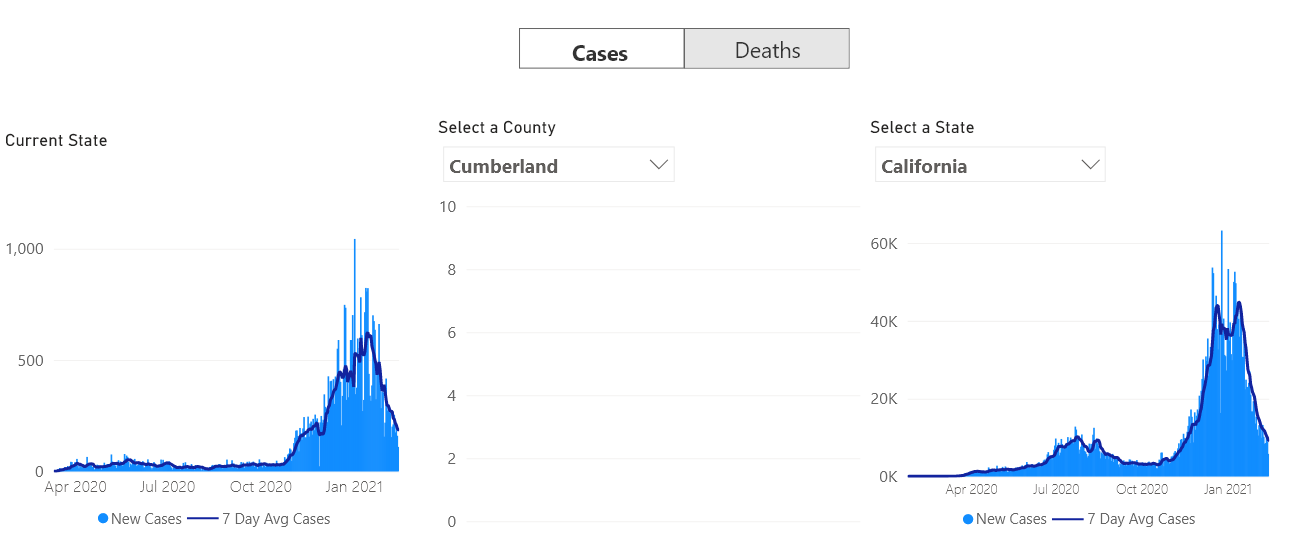 Cases Deaths
Current State
Select a County
Cumberland
Select a State
California
1,000
500
0
Apr 2020 Jul 2020 Oct 2020 Jan 2021
New Cases 7 Day Avg Cases
10
8
6
4
2
0
60K
40K
20K
0K
Apr 2020 Jul 2020 Oct 2020 Jan 2021
New Cases 7 Day Avg Cases